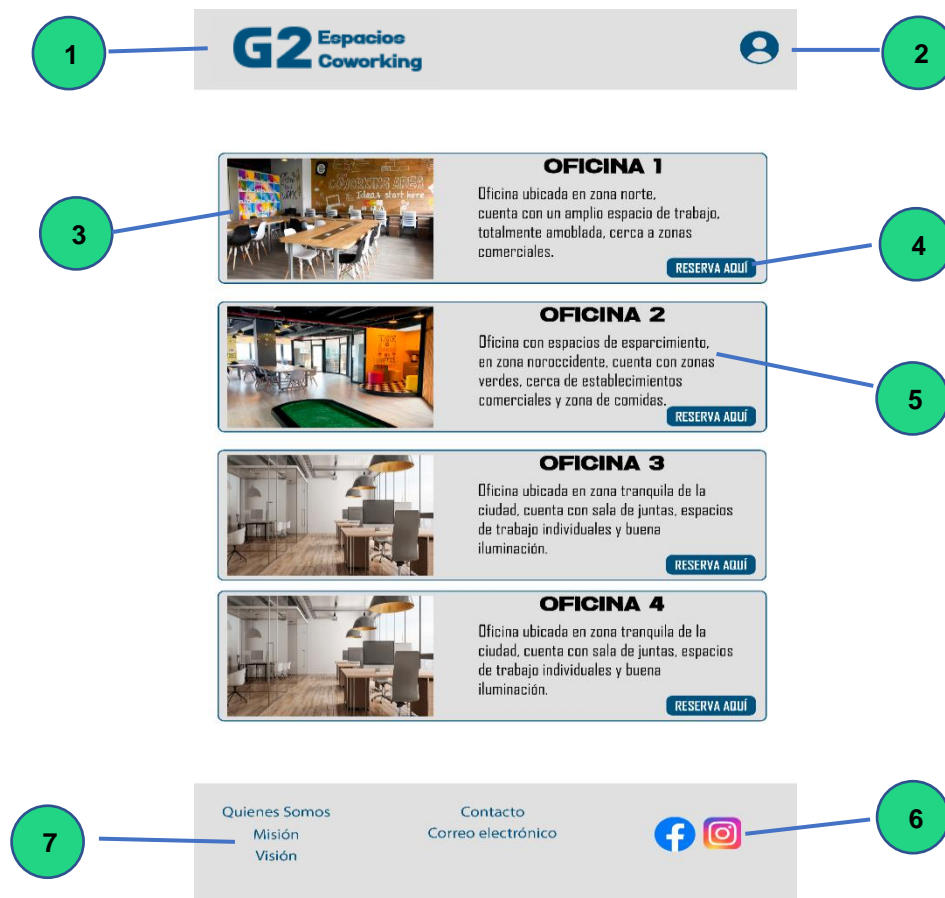 1
G2 Espacios
Coworking
2
3
COWORKING AREA
Ideas start here
OFICINA 1
Oficina ubicada en zona norte,
cuenta con un amplio espacio de trabajo,
totalmente amoblada, cerca a zonas
comerciales.
RESERVA AQUÍ
4
OFICINA 2
Oficina con espacios de esparcimiento,
en zona noroccidente, cuenta con zonas
verdes, cerca de establecimientos
comerciales y zona de comidas.
RESERVA AQUÍ
5
OFICINA 3
Oficina ubicada en zona tranquila de la
ciudad, cuenta con sala de juntas, espacios
de trabajo individuales y buena
iluminación.
RESERVA AQUÍ
OFICINA 4
Oficina ubicada en zona tranquila de la
ciudad, cuenta con sala de juntas, espacios
de trabajo individuales y buena
iluminación.
RESERVA AQUÍ
7
Quienes Somos
Misión
Visión
Contacto
Correo electrónico
6